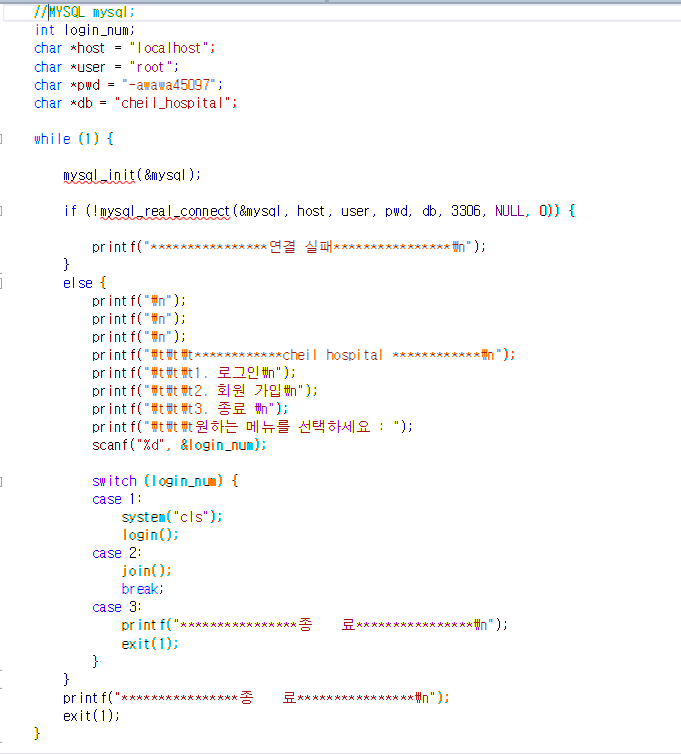 //MYSQL mysql;
int login_num;
char *host = "localhost";
char *user = "root";
char *pwd = "-awawa45097";
char *db = "cheil_hospital";
while (1) {
mysql_init(&mysql);
if (!mysql_real_connect(&mysql, host, user, pwd, db, 3306, NULL, 0)) {
printf("****************연결 실패****************₩n");
}
else {
printf("₩n");
printf("₩n");
printf("₩n");
printf("₩t₩t₩t************cheil hospital ************₩n");
printf("₩t₩t₩t1. 로그인₩n");
printf("₩t₩t₩t2. 회원 가입₩n");
printf("₩t₩t₩t3. 종료 ₩n");
printf("₩t₩t₩t원하는 메뉴를 선택하세요 : ");
scanf("%d", &login_num);
switch (login_num) {
case 1:
system("cls");
login();
case 2:
join();
break;
case 3:
printf("****************종    료****************₩n");
exit(1);
}
}
printf("****************종    료****************₩n");
exit(1);
}